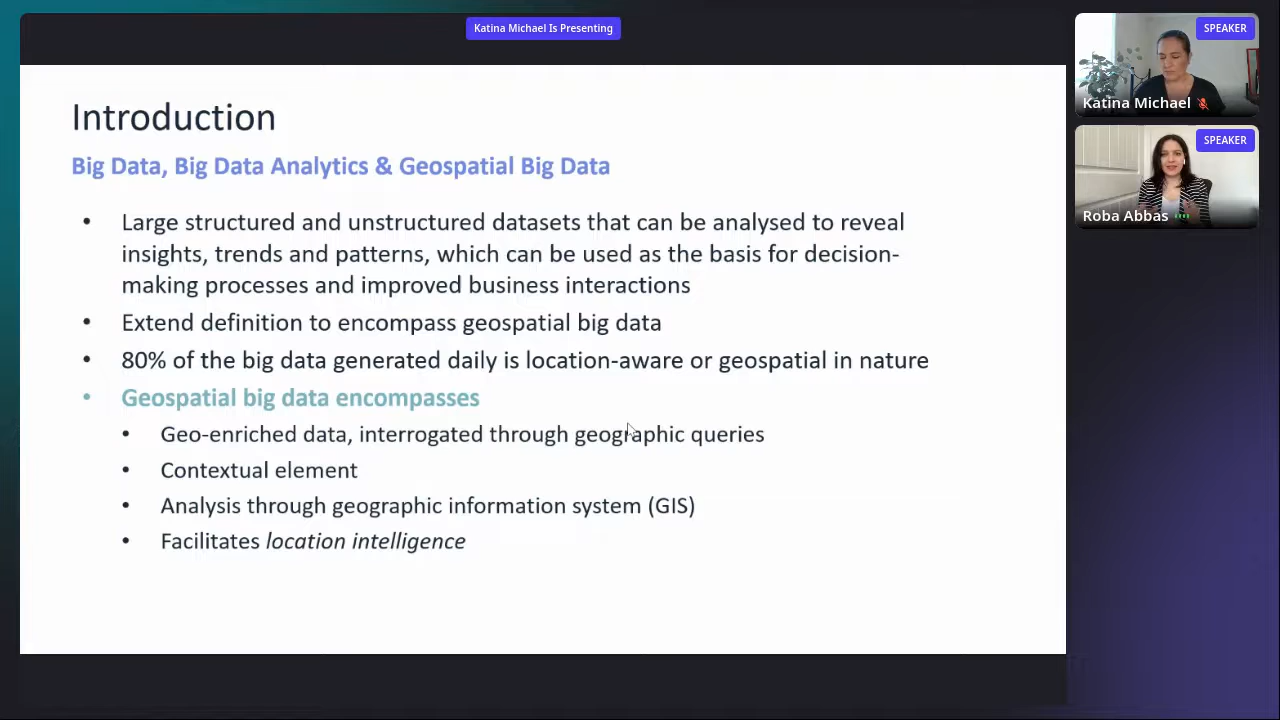 Katina Michael Is Presenting
SPEAKER
Katina Michael
SPEAKER
Roba Abbas
Introduction
Big Data, Big Data Analytics & Geospatial Big Data
• Large structured and unstructured datasets that can be analysed to reveal
insights, trends and patterns, which can be used as the basis for decision-
making processes and improved business interactions
• Extend definition to encompass geospatial big data
• 80% of the big data generated daily is location-aware or geospatial in nature
• Geospatial big data encompasses
• Geo-enriched data, interrogated through geographic queries
• Contextual element
• Analysis through geographic information system (GIS)
• Facilitates location intelligence